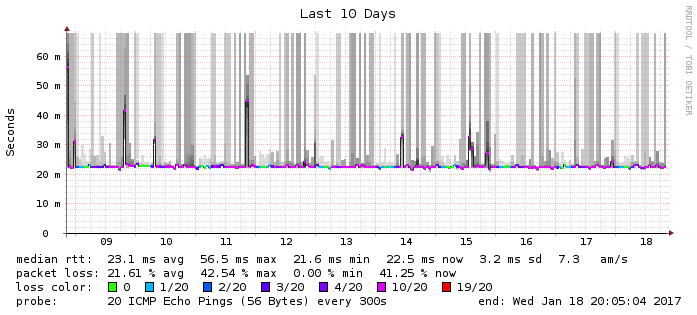 Last 10 Days
RRDTOOL / TOBI OETIKER
Seconds
60 m
50 m
40 m
30 m
20 m
10 m
0
09 10 11 12 13 14 15 16 17 18
median rtt: 23.1 ms avg 56.5 ms max 21.6 ms min 22.5 ms now 3.2 ms sd 7.3 am/s
packet loss: 21.61 % avg 42.54 % max 0.00 % min 41.25 % now
loss color: 0 1/20 2/20 3/20 4/20 10/20 19/20
probe: 20 ICMP Echo Pings (56 Bytes) every 300s end: Wed Jan 18 20:05:04 2017